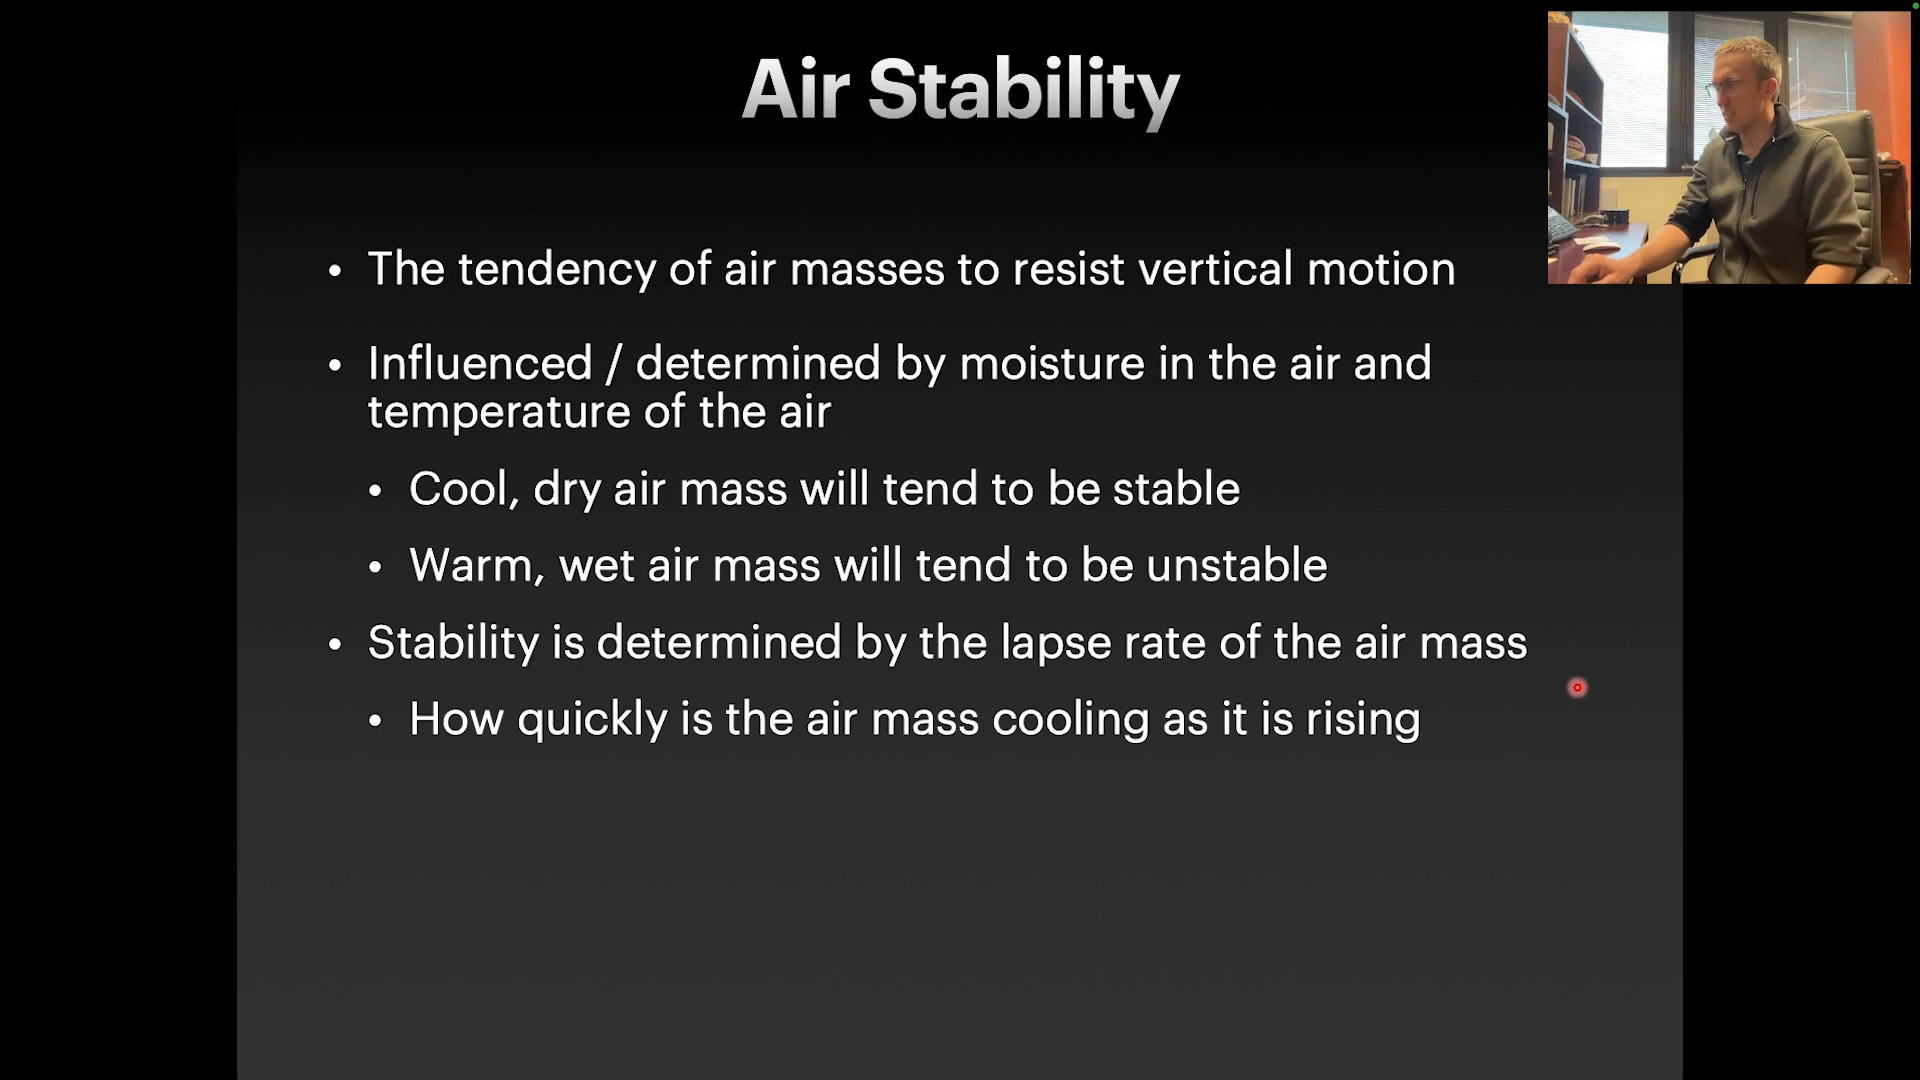 Air Stability
• The tendency of air masses to resist vertical motion
• Influenced / determined by moisture in the air and
temperature of the air
• Cool, dry air mass will tend to be stable
• Warm, wet air mass will tend to be unstable
• Stability is determined by the lapse rate of the air mass
• How quickly is the air mass cooling as it is rising